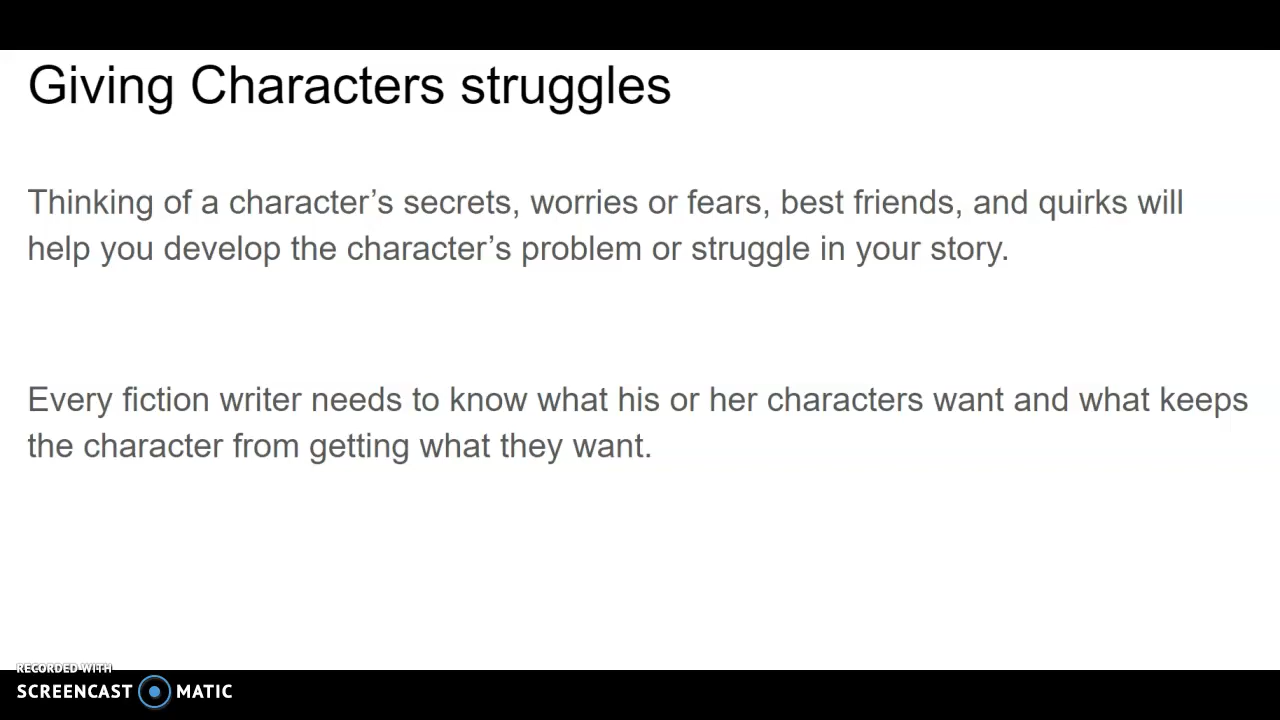 Giving Characters struggles
Thinking of a character’s secrets, worries or fears, best friends, and quirks will
help you develop the character’s problem or struggle in your story.
Every fiction writer needs to know what his or her characters want and what keeps
the character from getting what they want.
RECORDED WITH
SCREENCAST MATIC